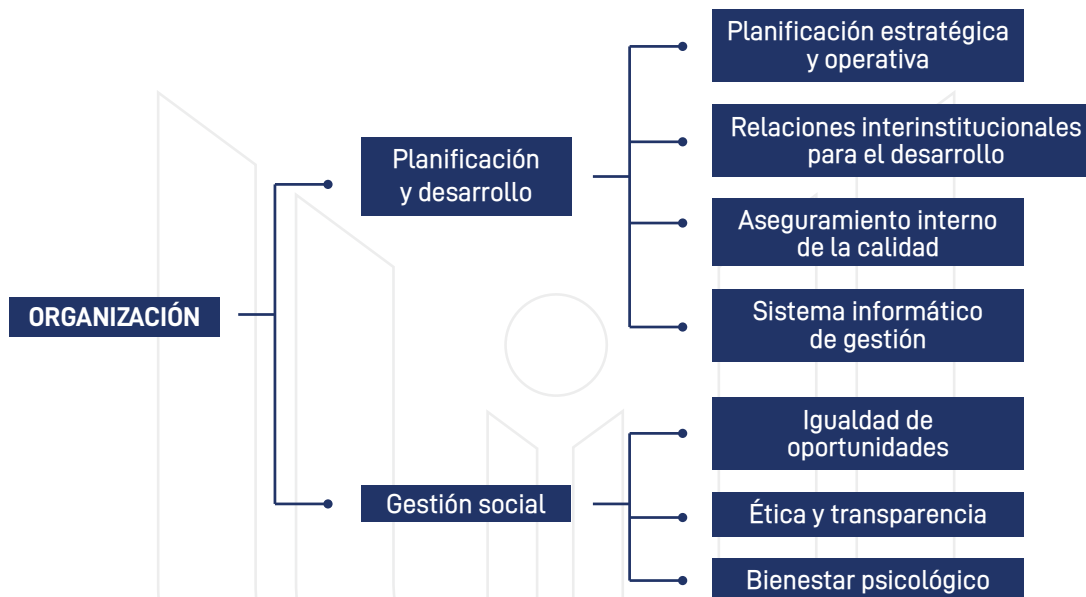 ORGANIZACIÓN
Planificación
y desarrollo
Planificación estratégica
y operativa
Relaciones interinstitucionales
para el desarrollo
Aseguramiento interno
de la calidad
Sistema informático
de gestión
Gestión social
Igualdad de
oportunidades
Ética y transparencia
Bienestar psicológico